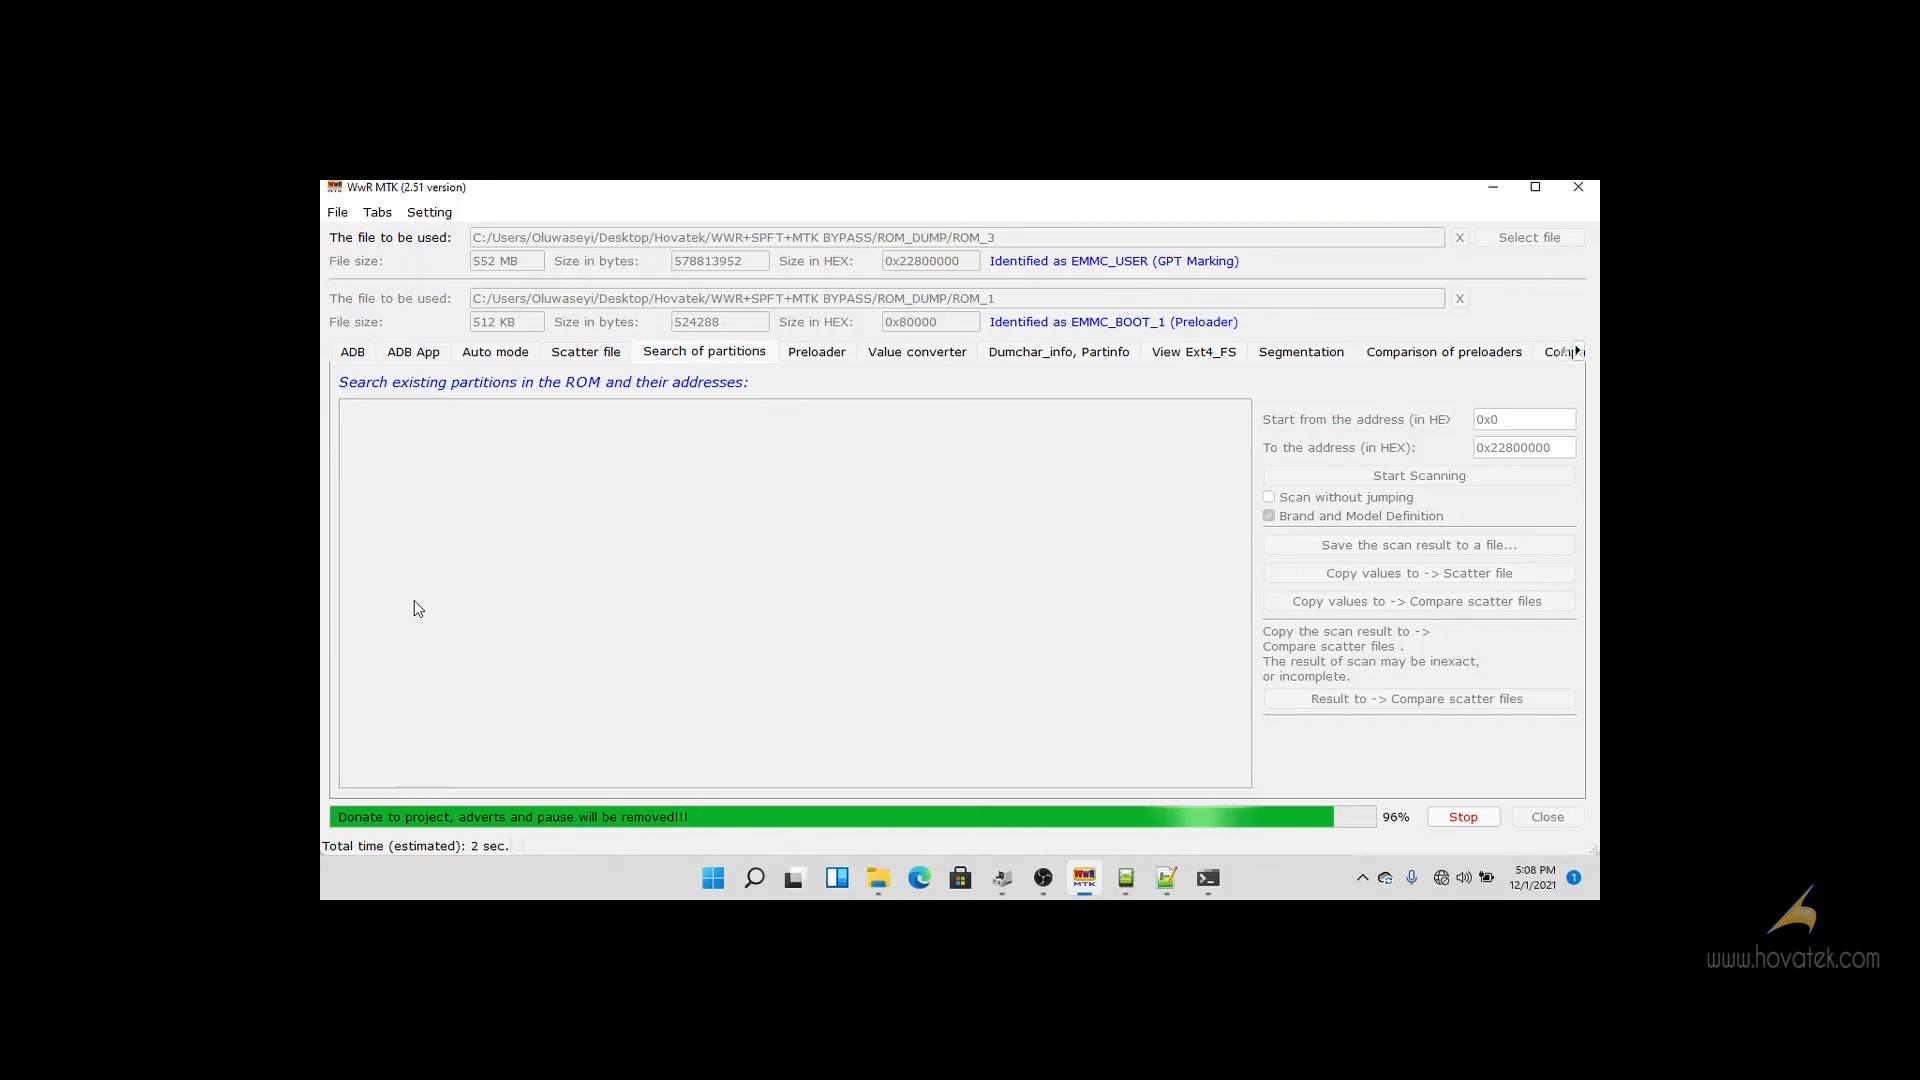 WwR MTK (2.51 version)
File Tabs Setting
The file to be used: C:/Users/Oluwaseyi/Desktop/Hovatek/WWR+SPFT+MTK BYPASS/ROM_DUMP/ROM_3 X Select file
File size: 552 MB Size in bytes: 578813952 Size in HEX: 0x22800000 Identified as EMMC_USER (GPT Marking)
The file to be used: C:/Users/Oluwaseyi/Desktop/Hovatek/WWR+SPFT+MTK BYPASS/ROM_DUMP/ROM_1 X
File size: 512 KB Size in bytes: 524288 Size in HEX: 0x80000 Identified as EMMC_BOOT_1 (Preloader)
ADB ADB App Auto mode Scatter file Search of partitions Preloader Value converter Dumchar_info, Partinfo View Ext4_FS Segmentation Comparison of preloaders
Search existing partitions in the ROM and their addresses:
Start from the address (in HE 0x0
To the address (in HEX): 0x22800000
Start Scanning
Scan without jumping
Brand and Model Definition
Save the scan result to a file...
Copy values to -> Scatter file
Copy values to -> Compare scatter files
Copy the scan result to ->
Compare scatter files .
The result of scan may be inexact,
or incomplete.
Result to -> Compare scatter files
Donate to project, adverts and pause will be removed!!! 96% Stop Close
Total time (estimated): 2 sec.
WwR
MTK
5:08 PM
12/1/2021
1
www.hovatek.com